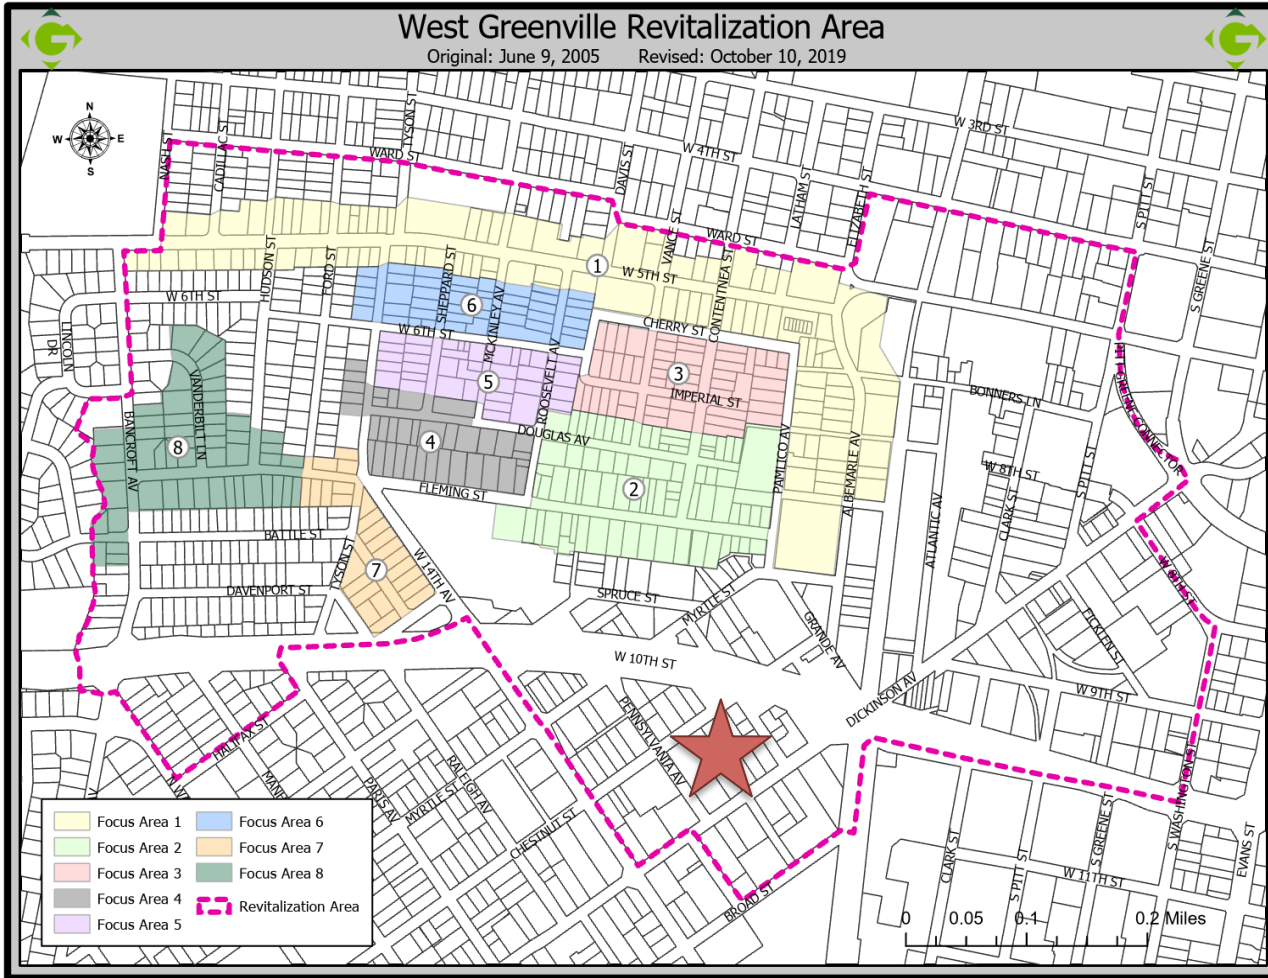 West Greenville Revitalization Area
Original: June 9, 2005 Revised: October 10, 2019
G
G
N
W E
S
NASH ST
CADILLAC ST
TYSON ST
WARD ST
DAVIS ST
W 4TH ST
W 3RD ST
LATHAM ST
ELIZABETH ST
S PITT ST
S GREENE ST
VANCE ST
WARD ST
CONTENTNEA ST
W 5TH ST
1
HUDSON ST
FORD ST
SHEPPARD ST
MCKINLEY AV
W 6TH ST
6
W 6TH ST
CHERRY ST
LINCOLN DR
VANDERBILT LN
ROOSEVELT AV
5
3
IMPERIAL ST
BONNERS LN
S GREENE CONNECTOR
BANCROFT AV
8
4
DOUGLAS AV
PAMLICO AV
ALBEMARLE AV
W 8TH ST
CLARK ST
S PITT ST
FLEMING ST
2
ATLANTIC AV
BATTLE ST
TYSON ST
7
W 14TH AV
W 8TH ST
DAVENPORT ST
SPRUCE ST
MYRTLE ST
GRANDE AV
FICKLEN ST
W 10TH ST
DICKINSON AV
W 9TH ST
PENNSYLVANIA AV
HALIFAX ST
PARIS AV
MYRTLE ST
RALEIGH AV
CHESTNUT ST
BROAD ST
CLARK ST
S PITT ST
S GREENE ST
W 11TH ST
S WASHINGTON ST
EVANS ST
Focus Area 1
Focus Area 2
Focus Area 3
Focus Area 4
Focus Area 5
Focus Area 6
Focus Area 7
Focus Area 8
Revitalization Area
0 0.05 0.1 0.2 Miles